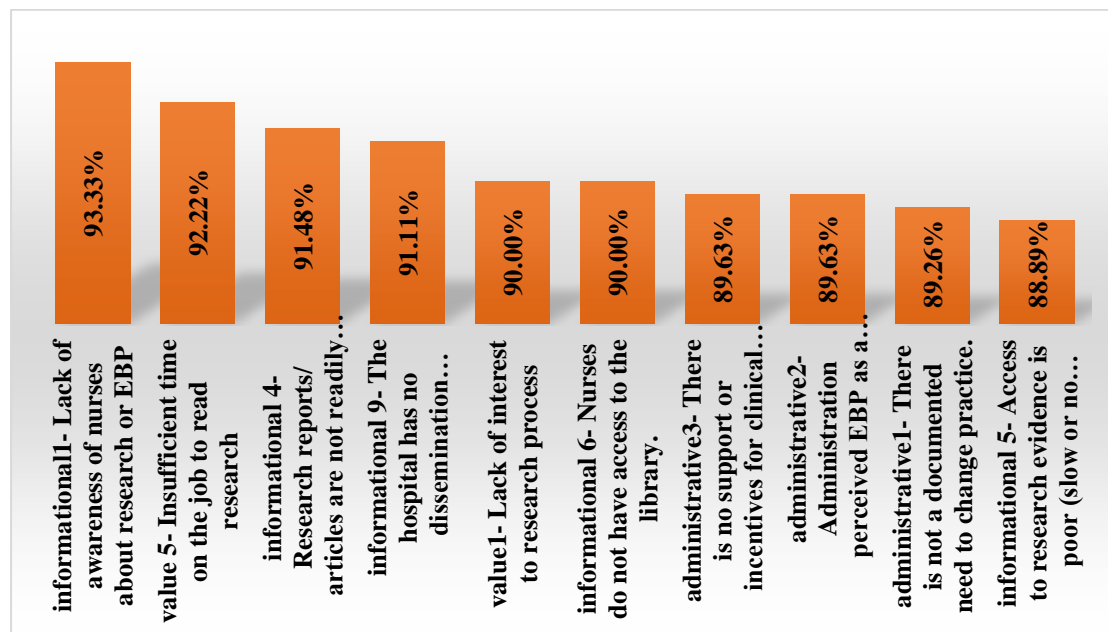 93.33%
92.22%
91.48%
91.11%
90.00%
90.00%
89.63%
89.63%
89.26%
88.89%
informational1- Lack of
awareness of nurses
about research or EBP
value 5- Insufficient time
on the job to read
research
informational 4-
Research reports/
articles are not readily…
informational 9- The
hospital has no
dissemination…
value1- Lack of interest
to research process
informational 6- Nurses
do not have access to the
library.
administrative3- There
is no support or
incentives for clinical…
administrative2-
Administration
perceived EBP as a…
administrative1- There
is not a documented
need to change practice.
informational 5- Access
to research evidence is
poor (slow or no…